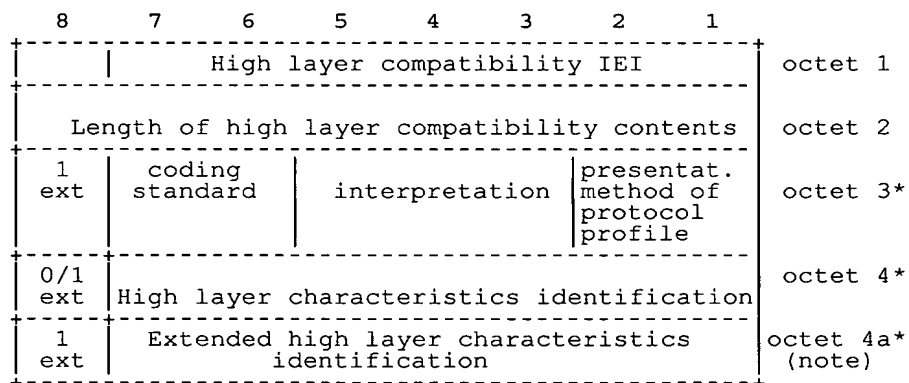 8 7 6 5 4 3 2 1
High layer compatibility IEI octet 1
Length of high layer compatibility contents octet 2
1 coding presentat.
ext standard interpretation method of octet 3*
protocol
profile
0/1 octet 4*
ext High layer characteristics identification
1 Extended high layer characteristics octet 4a*
ext identification (note)